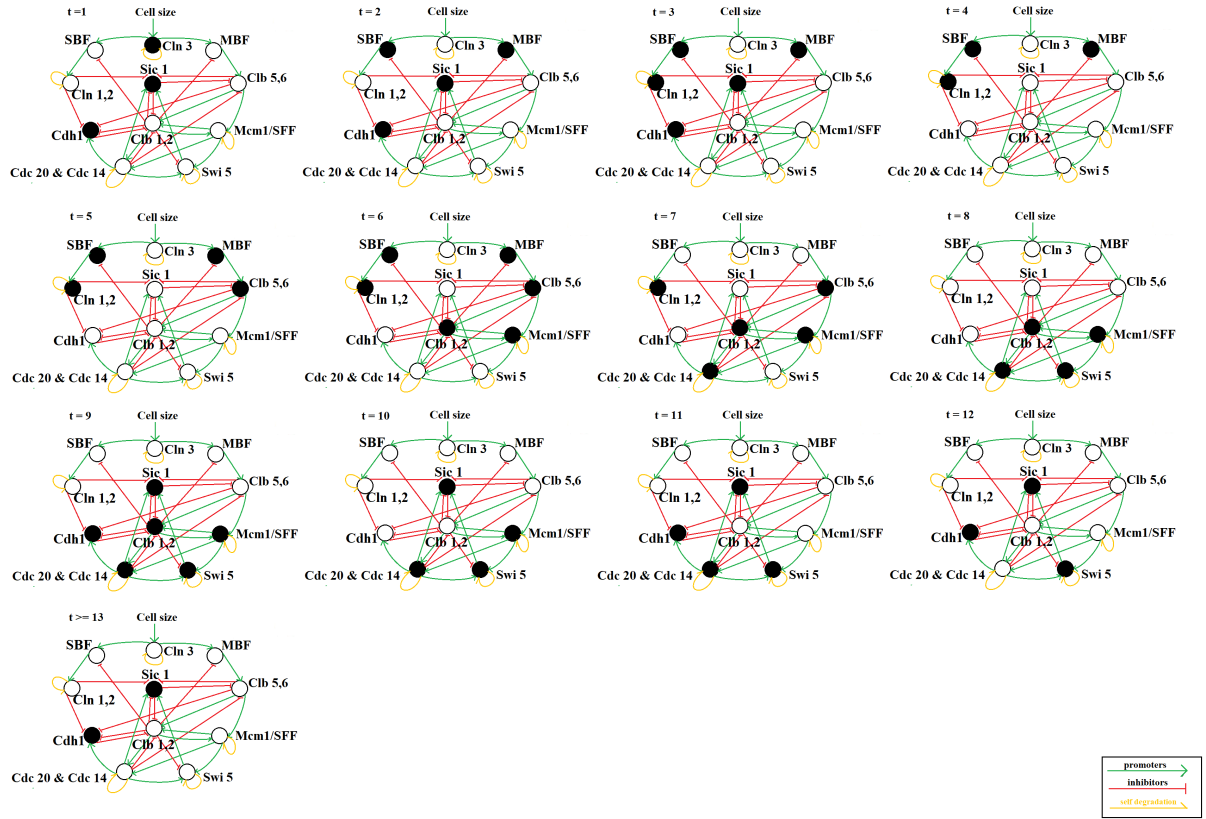 t =1
Cell size
SBF
Cln 3
MBF
Sic 1
Clb 5,6
Cln 1,2
Cdh1
Mcm1/SFF
Clb 1,2
Cdc 20 & Cdc 14
Swi 5
t = 2
Cell size
SBF
Cln 3
MBF
Sic 1
Clb 5,6
Cln 1,2
Cdh1
Mcm1/SFF
Clb 1,2
Cdc 20 & Cdc 14
Swi 5
t = 3
Cell size
SBF
Cln 3
MBF
Sic 1
Clb 5,6
Cln 1,2
Cdh1
Mcm1/SFF
Clb 1,2
Cdc 20 & Cdc 14
Swi 5
t = 4
Cell size
SBF
Cln 3
MBF
Sic 1
Clb 5,6
Cln 1,2
Cdh1
Mcm1/SFF
Clb 1,2
Cdc 20 & Cdc 14
Swi 5
t = 5
Cell size
SBF
Cln 3
MBF
Sic 1
Clb 5,6
Cln 1,2
Cdh1
Mcm1/SFF
Clb 1,2
Cdc 20 & Cdc 14
Swi 5
t = 6
Cell size
SBF
Cln 3
MBF
Sic 1
Clb 5,6
Cln 1,2
Cdh1
Mcm1/SFF
Clb 1,2
Cdc 20 & Cdc 14
Swi 5
t = 7
Cell size
SBF
Cln 3
MBF
Sic 1
Clb 5,6
Cln 1,2
Cdh1
Mcm1/SFF
Clb 1,2
Cdc 20 & Cdc 14
Swi 5
t = 8
Cell size
SBF
Cln 3
MBF
Sic 1
Clb 5,6
Cln 1,2
Cdh1
Mcm1/SFF
Clb 1,2
Cdc 20 & Cdc 14
Swi 5
t = 9
Cell size
SBF
Cln 3
MBF
Sic 1
Clb 5,6
Cln 1,2
Cdh1
Mcm1/SFF
Clb 1,2
Cdc 20 & Cdc 14
Swi 5
t = 10
Cell size
SBF
Cln 3
MBF
Sic 1
Clb 5,6
Cln 1,2
Cdh1
Mcm1/SFF
Clb 1,2
Cdc 20 & Cdc 14
Swi 5
t = 11
Cell size
SBF
Cln 3
MBF
Sic 1
Clb 5,6
Cln 1,2
Cdh1
Mcm1/SFF
Clb 1,2
Cdc 20 & Cdc 14
Swi 5
t = 12
Cell size
SBF
Cln 3
MBF
Sic 1
Clb 5,6
Cln 1,2
Cdh1
Mcm1/SFF
Clb 1,2
Cdc 20 & Cdc 14
Swi 5
t >= 13
Cell size
SBF
Cln 3
MBF
Sic 1
Clb 5,6
Cln 1,2
Cdh1
Mcm1/SFF
Clb 1,2
Cdc 20 & Cdc 14
Swi 5
promoters
inhibitors
self degradation